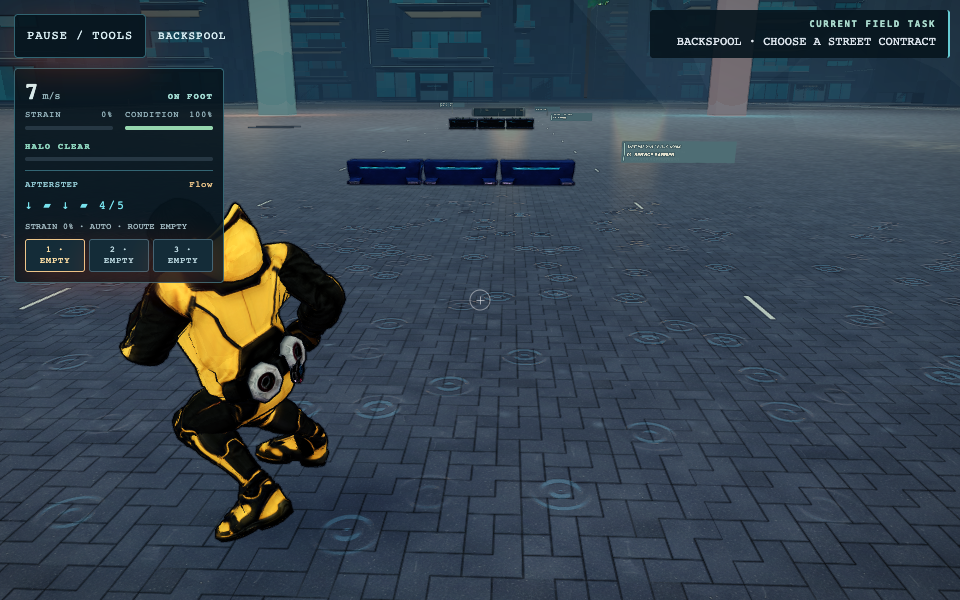 PAUSE / TOOLS
BACKSPOOL
CURRENT FIELD TASK
BACKSPOOL • CHOOSE A STREET CONTRACT
7 m/s
ON FOOT
STRAIN 0%
CONDITION 100%
HALO CLEAR
AFTERSTEP
Flow
↓ ▰ ↓ ▰ 4/5
STRAIN 0% · AUTO · ROUTE EMPTY
1 · EMPTY
2 · EMPTY
3 · EMPTY